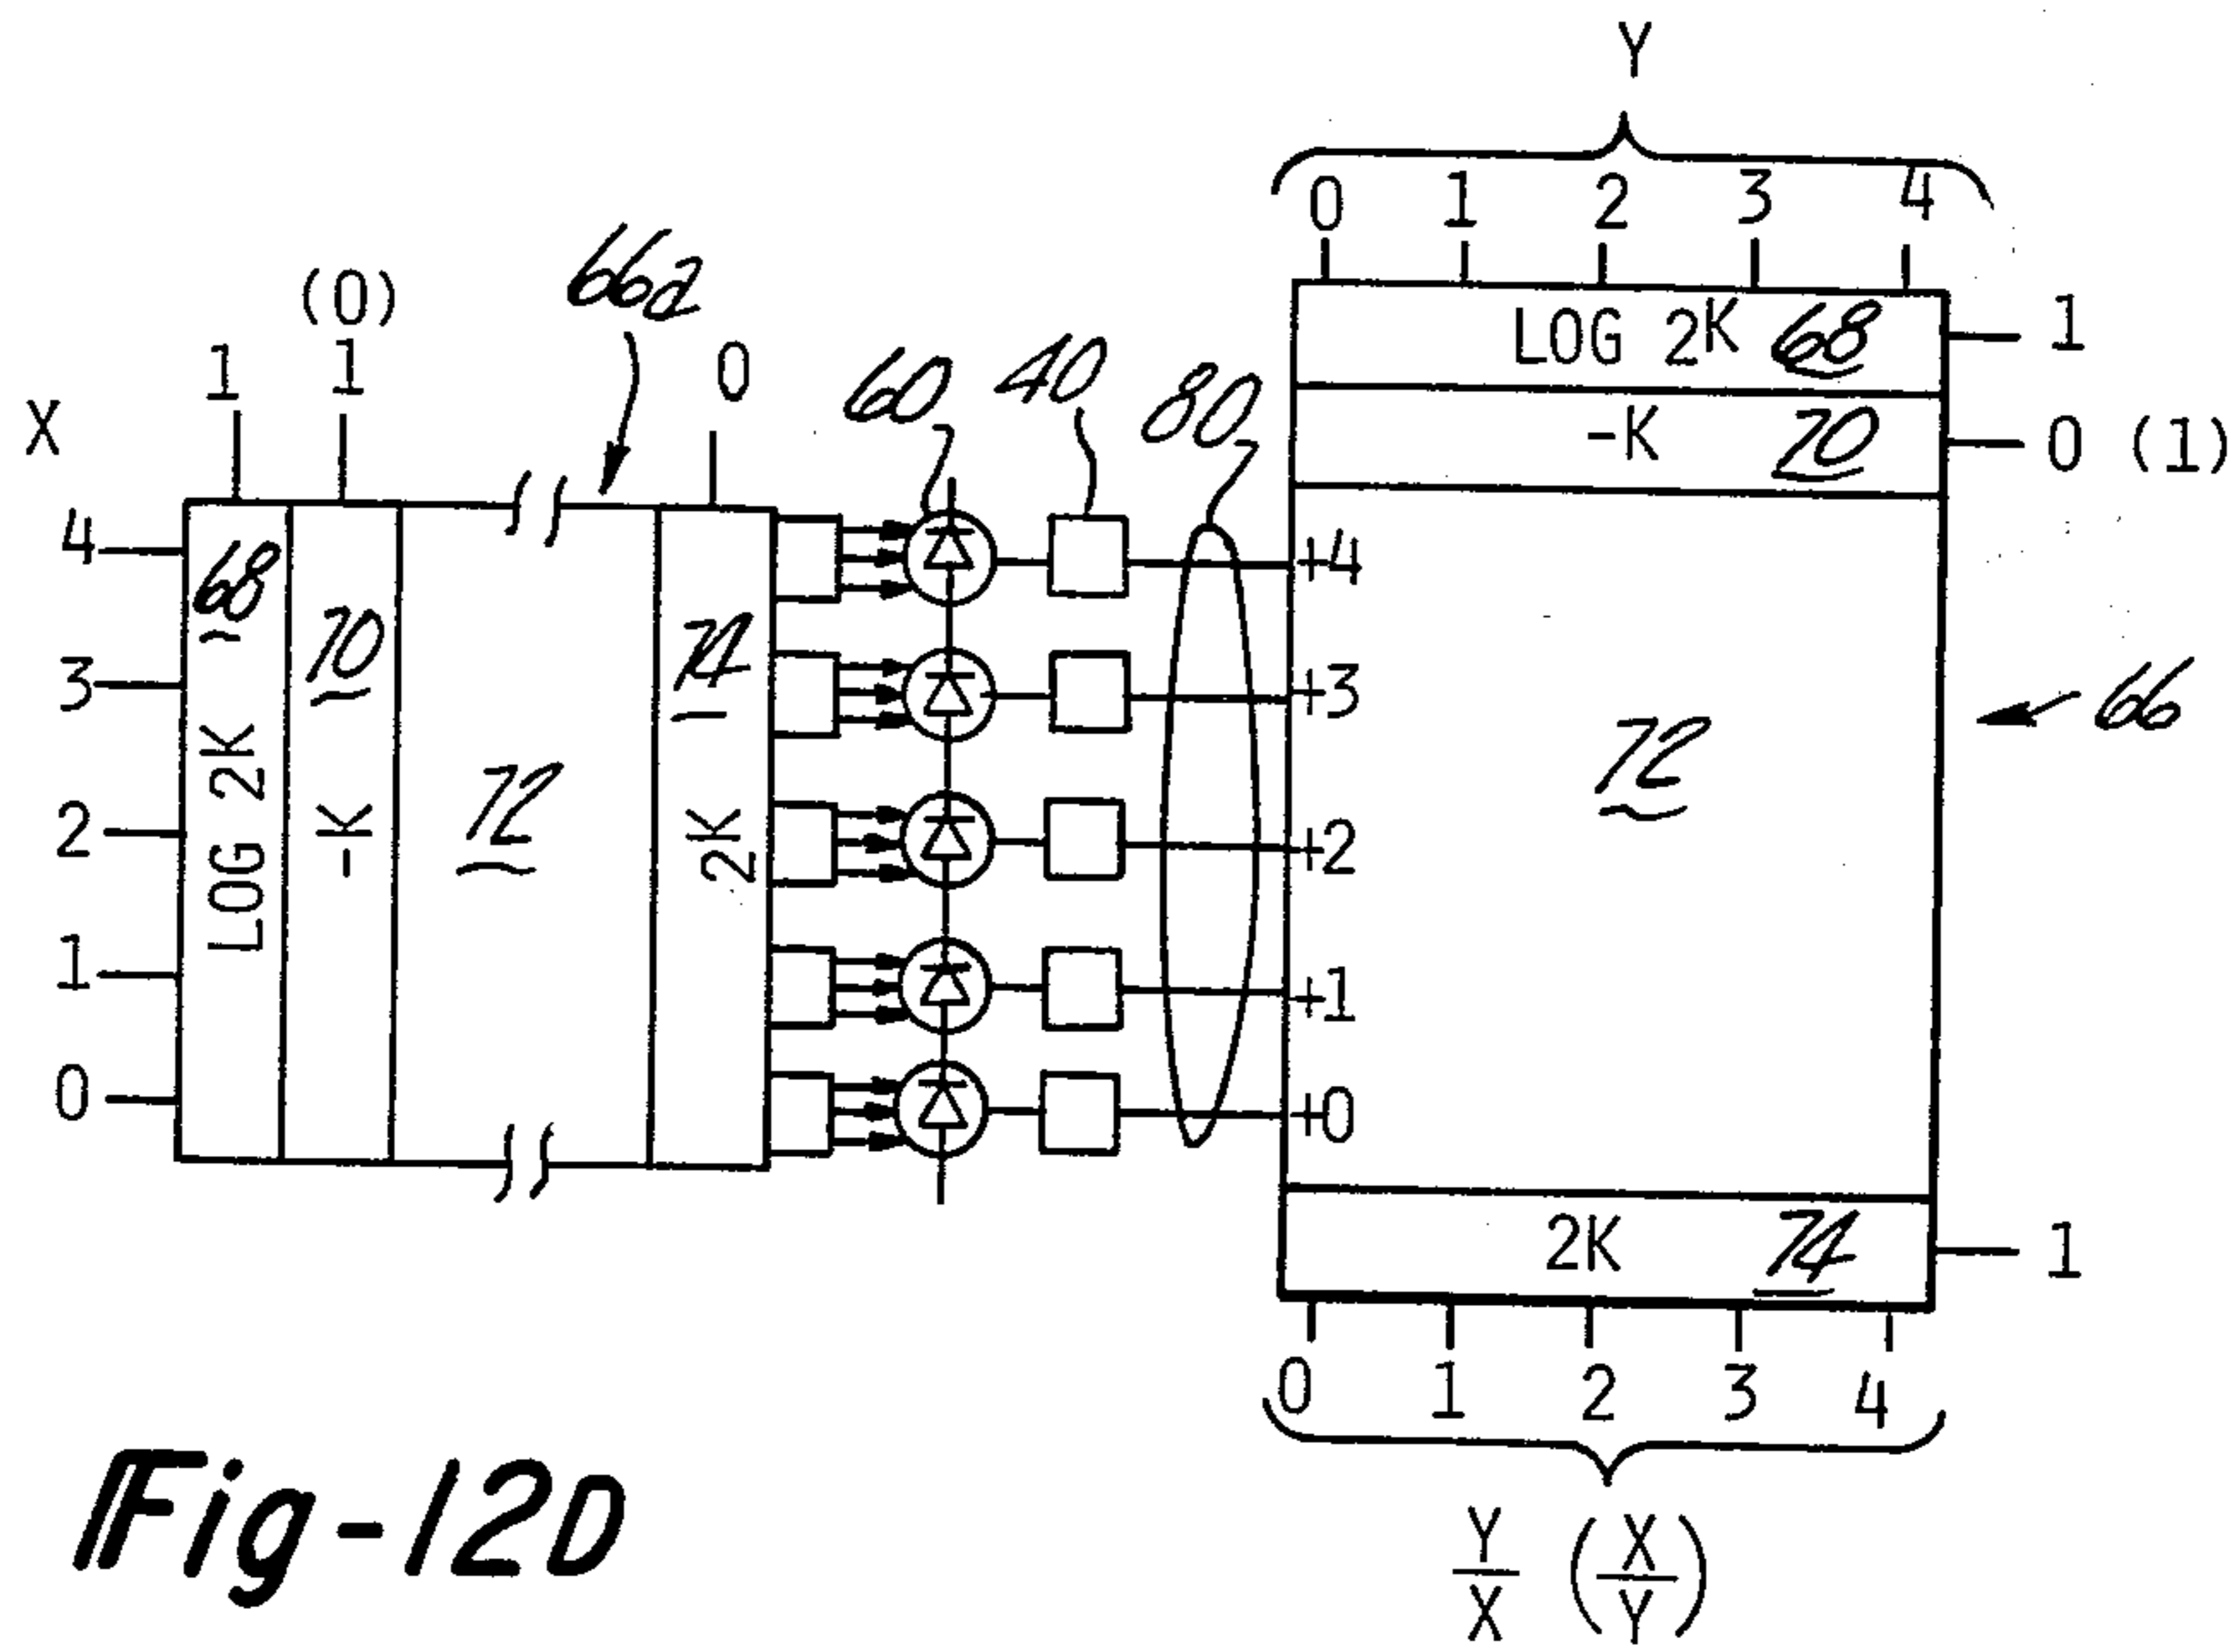 Y
0 1 2 3 4
66a
(0)
1 1 0
X
60 40 80
LOG 2K 68 1
-K 70 0 (1)
4 3 2 1 0
68 LOG 2K
70 -K
72
74 2K
+4
+3
+2
+1
+0
72
66
2K 74 1
0 1 2 3 4
Y/X (X/Y)
Fig-12D